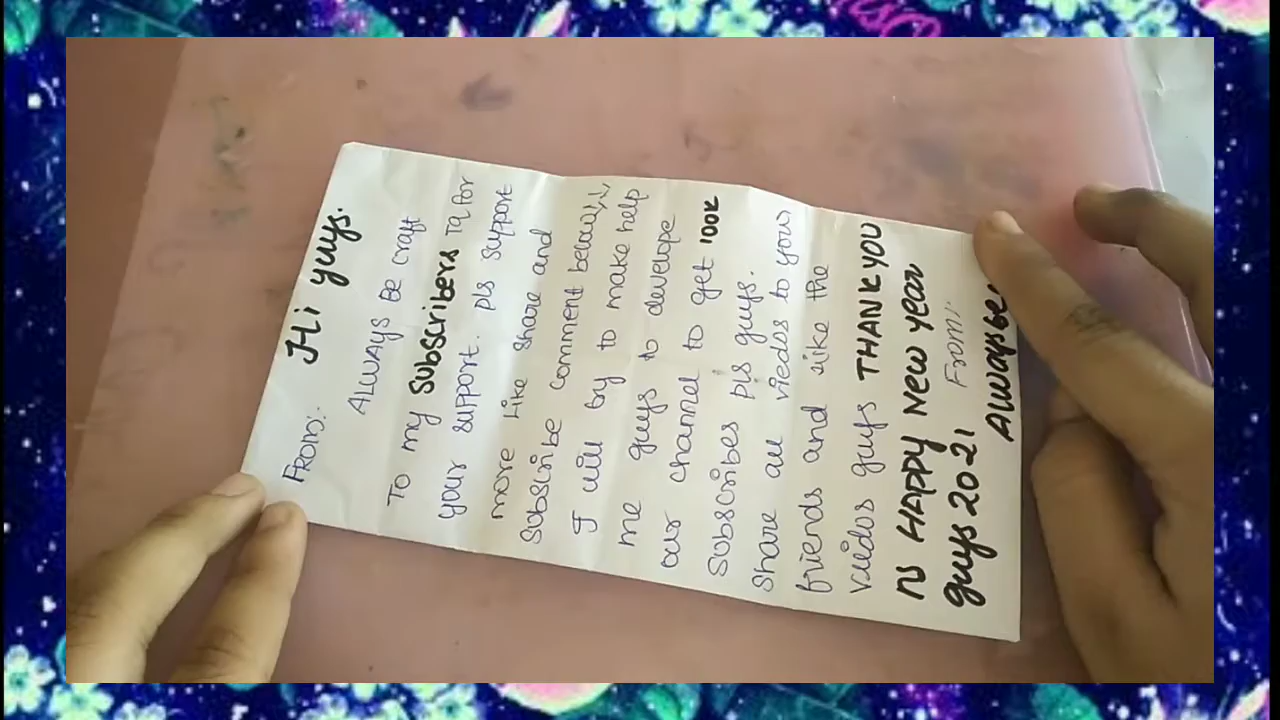 Hi guys.
From:-
ALWAYS Be craft
To my Subscribers TQ for
your support. pls support
more Like share and
Subscribe comment below↓
I will try to make help
me guys to develope
our channel to get 100K
Subscribes pls guys.
Share all viedos to your
friends and like the
viedos guys THANK YOU
ns HAPPY New year
guys 2021 From:-